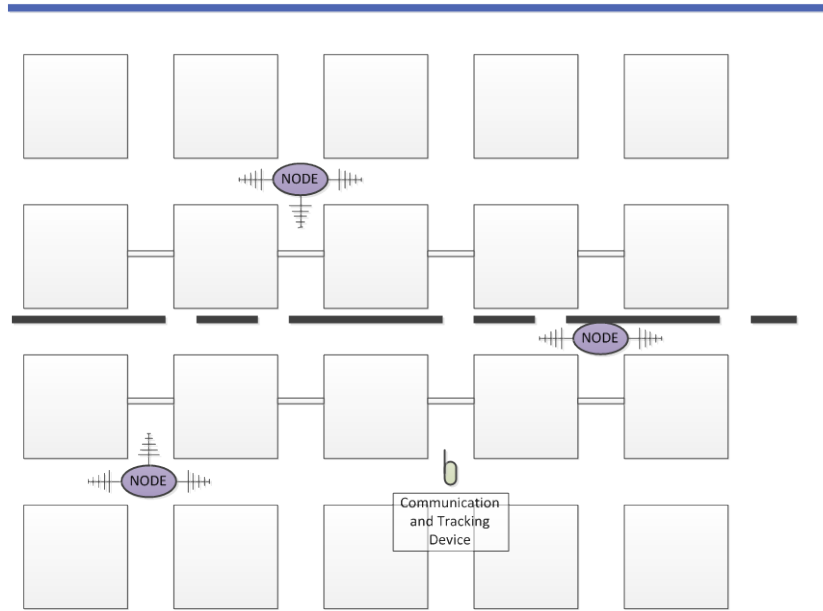 NODE
NODE
NODE
Communication
and Tracking
Device